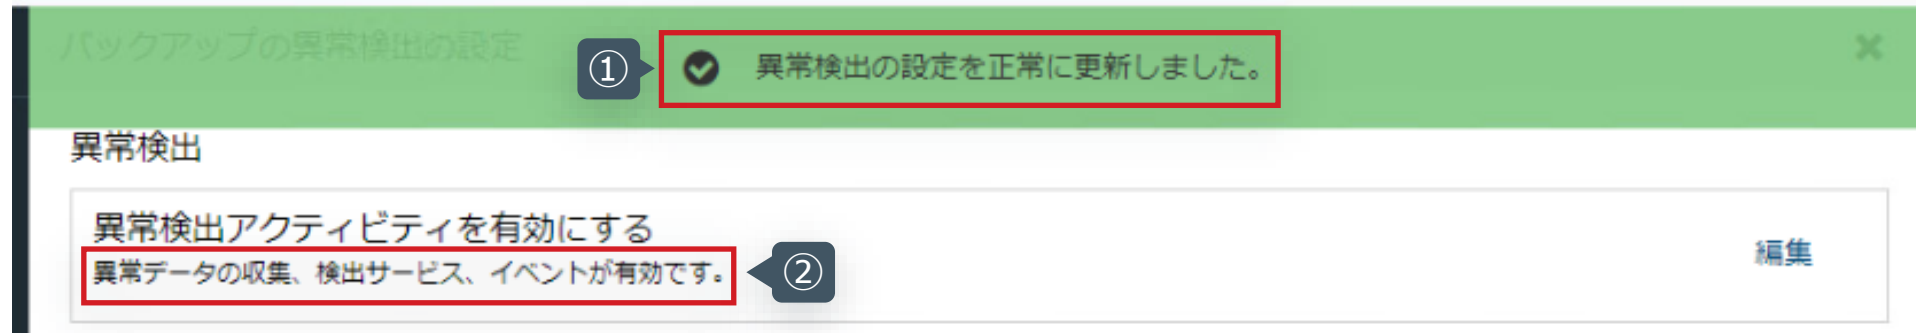 バックアップの異常検出の設定
① 異常検出の設定を正常に更新しました。
異常検出
異常検出アクティビティを有効にする
異常データの収集、検出サービス、イベントが有効です。 ②
編集